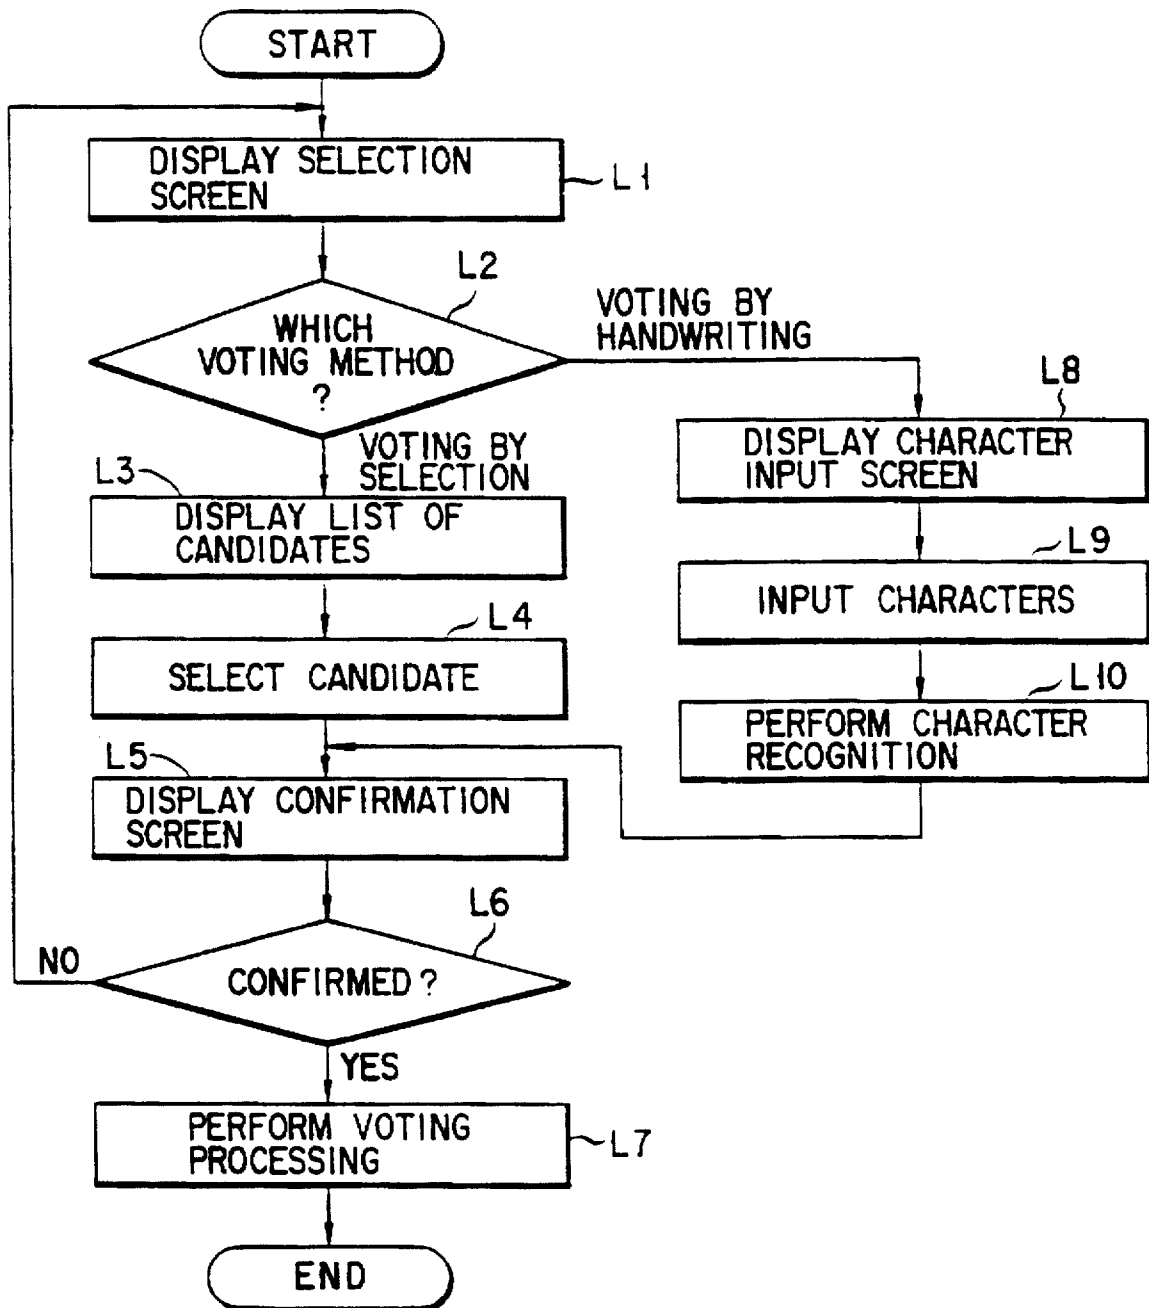 START
DISPLAY SELECTION
SCREEN
L1
L2
WHICH
VOTING METHOD
?
VOTING BY
HANDWRITING
VOTING BY
SELECTION
L3
DISPLAY LIST OF
CANDIDATES
L4
SELECT CANDIDATE
L5
DISPLAY CONFIRMATION
SCREEN
L6
CONFIRMED?
NO
YES
PERFORM VOTING
PROCESSING
L7
END
L8
DISPLAY CHARACTER
INPUT SCREEN
L9
INPUT CHARACTERS
L10
PERFORM CHARACTER
RECOGNITION